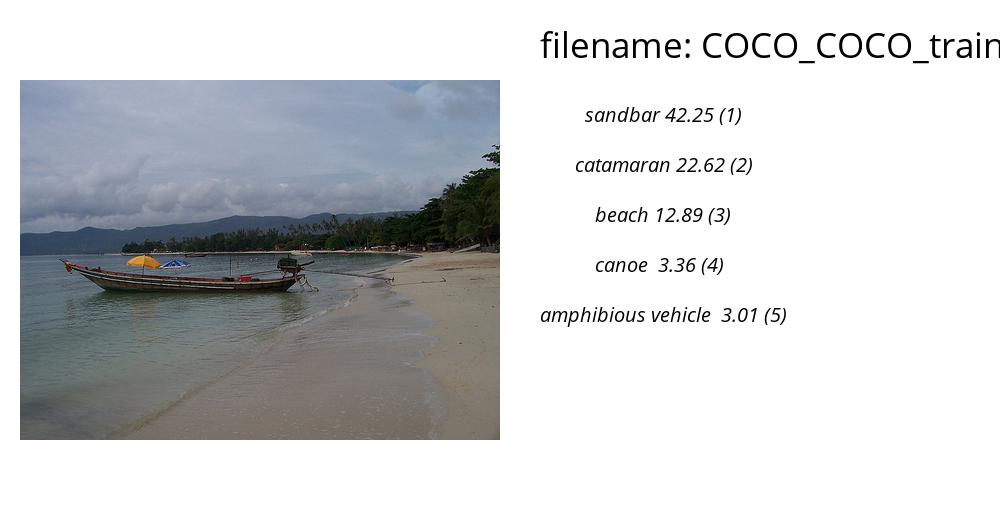 filename: COCO_COCO_train
sandbar 42.25 (1)
catamaran 22.62 (2)
beach 12.89 (3)
canoe 3.36 (4)
amphibious vehicle 3.01 (5)